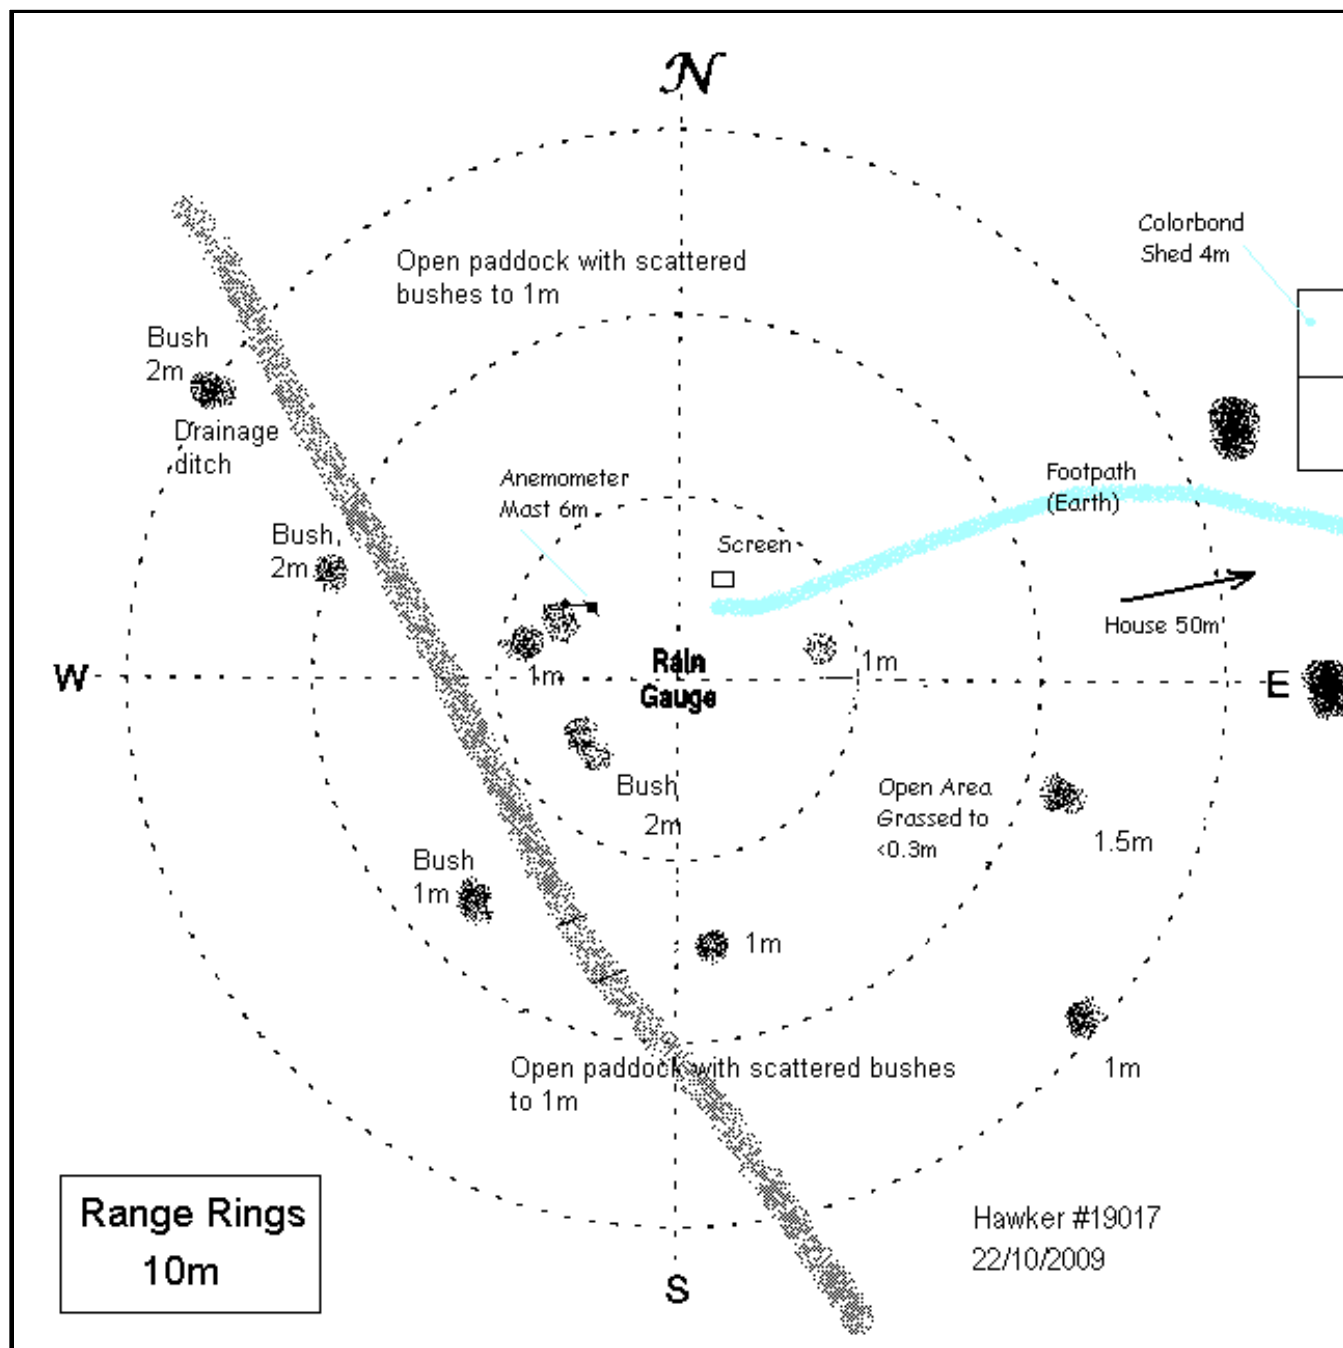 N
Colorbond
Shed 4m
Open paddock with scattered
bushes to 1m
Bush
2m
Drainage
ditch
Anemometer
Mast 6m
Footpath
(Earth)
Bush
2m
Screen
House 50m
1m
Rain
Gauge
1m
W
E
Bush
2m
Open Area
Grassed to
<0.3m
1.5m
Bush
1m
1m
Open paddock with scattered bushes
to 1m
1m
Range Rings
10m
S
Hawker #19017
22/10/2009